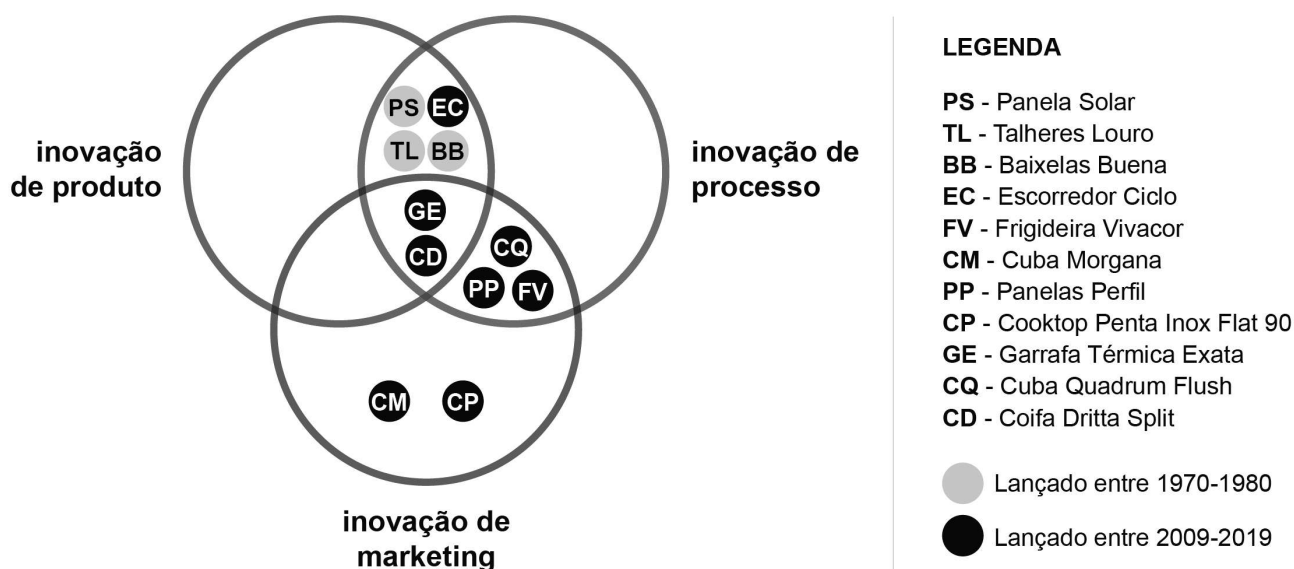 inovação
de produto
inovação de
processo
PS EC
TL BB
GE
CD
CQ
PP FV
CM CP
inovação de
marketing
LEGENDA
PS - Panela Solar
TL - Talheres Louro
BB - Baixelas Buena
EC - Escorredor Ciclo
FV - Frigideira Vivacor
CM - Cuba Morgana
PP - Panelas Perfil
CP - Cooktop Penta Inox Flat 90
GE - Garrafa Térmica Exata
CQ - Cuba Quadrum Flush
CD - Coifa Dritta Split
Lançado entre 1970-1980
Lançado entre 2009-2019